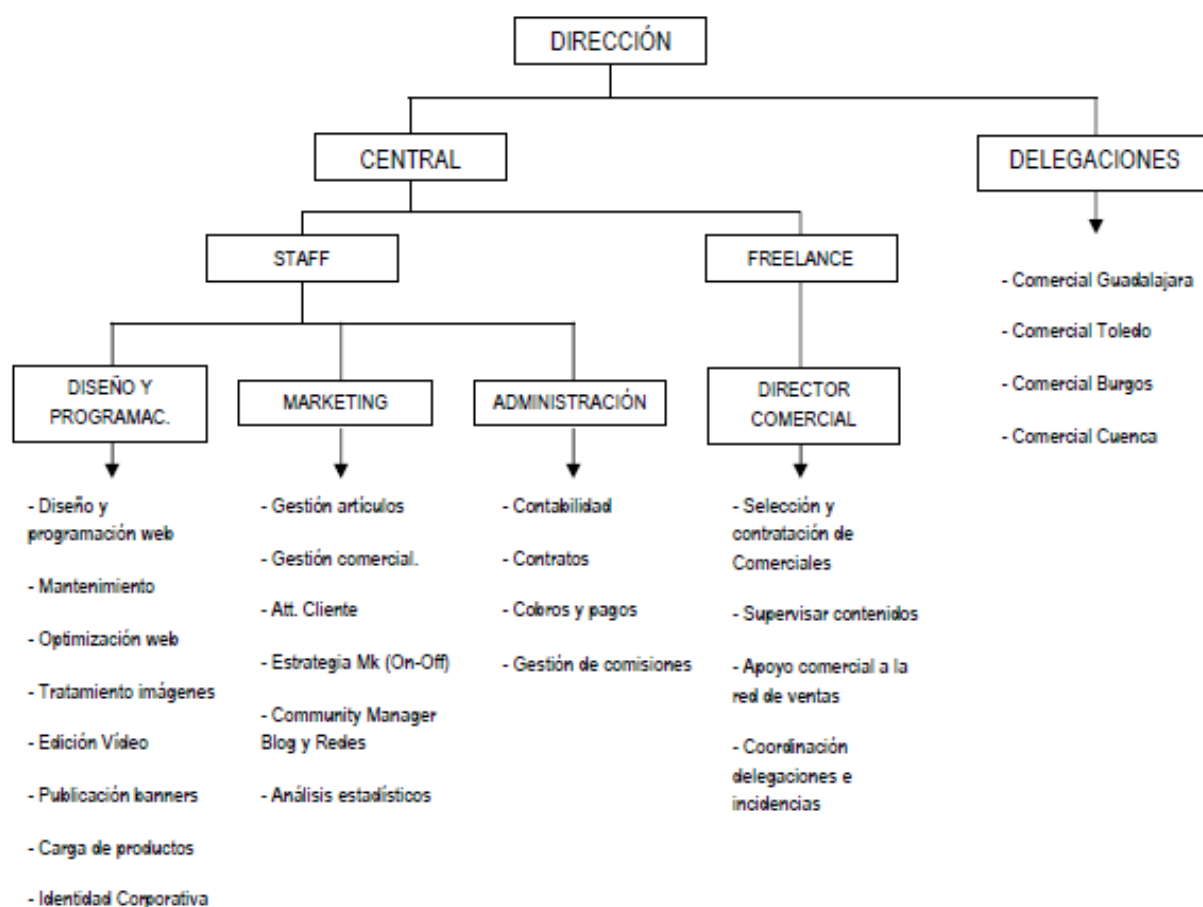 DIRECCIÓN
CENTRAL
DELEGACIONES
STAFF
FREELANCE
- Comercial Guadalajara
- Comercial Toledo
- Comercial Burgos
- Comercial Cuenca
DISEÑO Y
PROGRAMAC.
MARKETING
ADMINISTRACIÓN
DIRECTOR
COMERCIAL
- Diseño y
programación web
- Mantenimiento
- Optimización web
- Tratamiento imágenes
- Edición Vídeo
- Publicación banners
- Carga de productos
- Identidad Corporativa
- Gestión artículos
- Gestión comercial.
- Att. Cliente
- Estrategia Mk (On-Off)
- Community Manager
Blog y Redes
- Análisis estadísticos
- Contabilidad
- Contratos
- Cobros y pagos
- Gestión de comisiones
- Selección y
contratación de
Comerciales
- Supervisar contenidos
- Apoyo comercial a la
red de ventas
- Coordinación
delegaciones e
incidencias